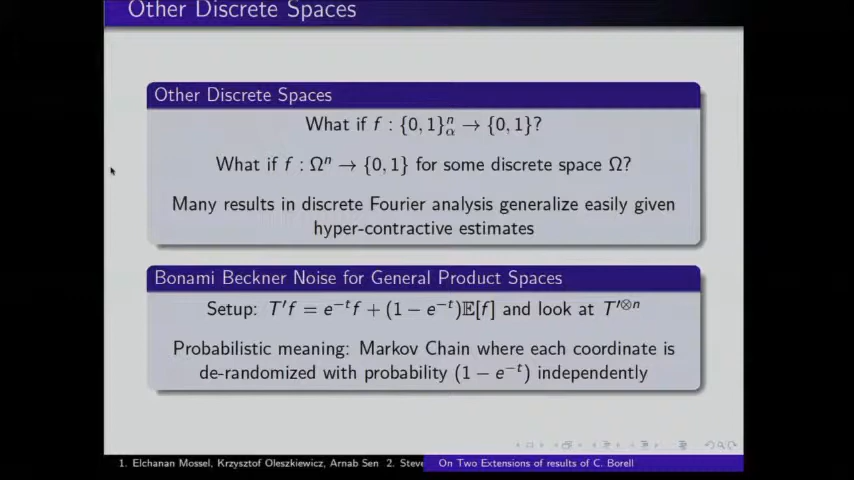 Other Discrete Spaces
Other Discrete Spaces
What if f : {0, 1}ⁿ_α → {0, 1}?
What if f : Ωⁿ → {0, 1} for some discrete space Ω?
Many results in discrete Fourier analysis generalize easily given
hyper-contractive estimates
Bonami Beckner Noise for General Product Spaces
Setup: T′f = e⁻ᵗf + (1 − e⁻ᵗ)𝔼[f] and look at T′^⊗n
Probabilistic meaning: Markov Chain where each coordinate is
de-randomized with probability (1 − e⁻ᵗ) independently
1. Elchanan Mossel, Krzysztof Oleszkiewicz, Arnab Sen 2. Steve
On Two Extensions of results of C. Borell